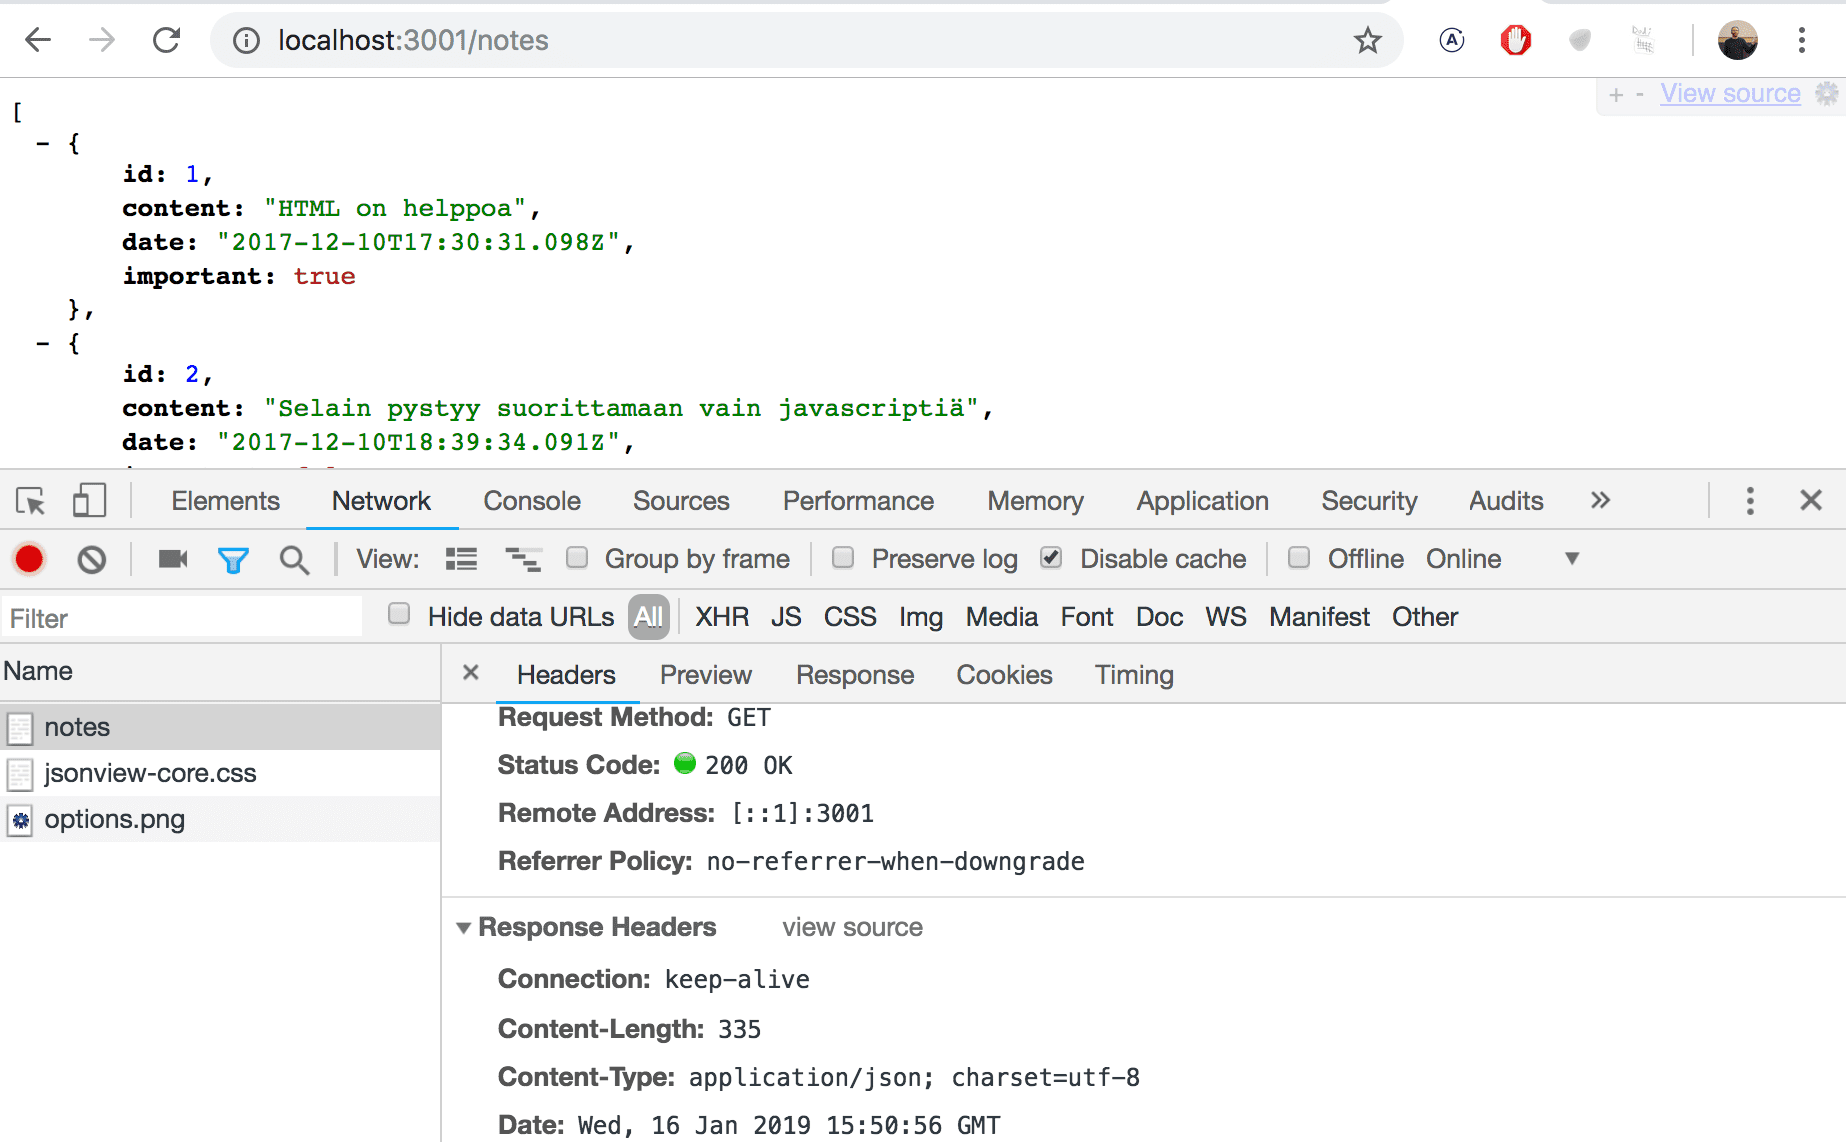 localhost:3001/notes
+ - View source
[
- {
id: 1,
content: "HTML on helppoa",
date: "2017-12-10T17:30:31.098Z",
important: true
},
- {
id: 2,
content: "Selain pystyy suorittamaan vain javascriptiä",
date: "2017-12-10T18:39:34.091Z",
Elements Network Console Sources Performance Memory Application Security Audits »
View: Group by frame Preserve log Disable cache Offline Online
Filter Hide data URLs All XHR JS CSS Img Media Font Doc WS Manifest Other
Name
notes
jsonview-core.css
options.png
× Headers Preview Response Cookies Timing
Request Method: GET
Status Code: 200 OK
Remote Address: [::1]:3001
Referrer Policy: no-referrer-when-downgrade
Response Headers view source
Connection: keep-alive
Content-Length: 335
Content-Type: application/json; charset=utf-8
Date: Wed, 16 Jan 2019 15:50:56 GMT